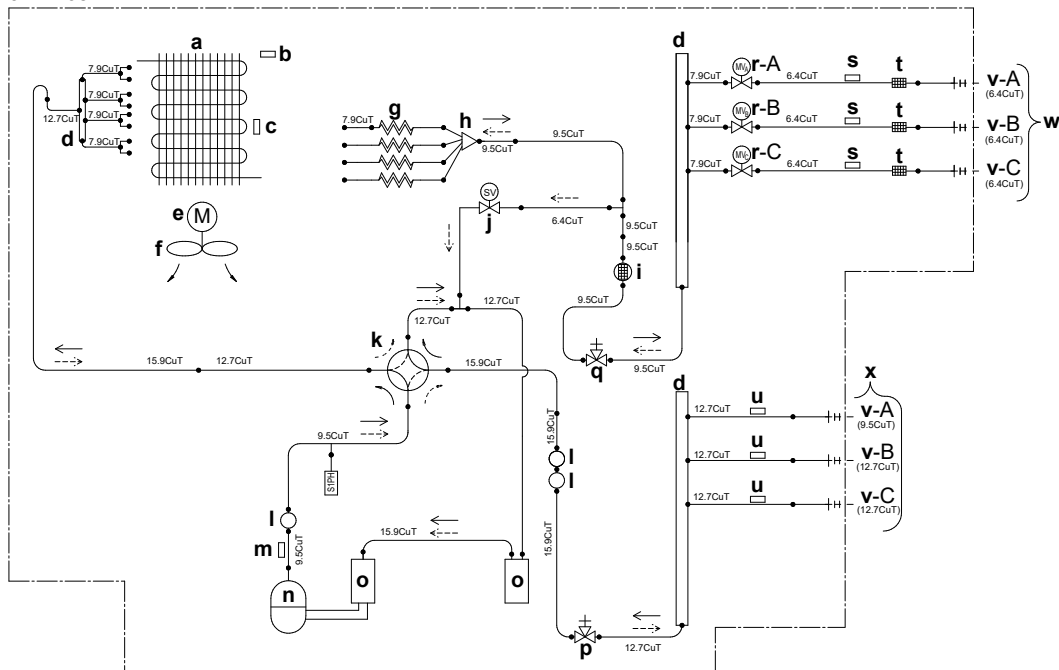 a
b
7.9CuT
7.9CuT
7.9CuT
7.9CuT
12.7CuT
d
c
e M
f
g
7.9CuT
h
9.5CuT
9.5CuT
SV
j
6.4CuT
9.5CuT
9.5CuT
i
9.5CuT
q
9.5CuT
d
7.9CuT
MVA
r-A
6.4CuT
s
t
v-A
(6.4CuT)
7.9CuT
MVB
r-B
6.4CuT
s
t
v-B
(6.4CuT)
w
7.9CuT
MVC
r-C
6.4CuT
s
t
v-C
(6.4CuT)
12.7CuT
12.7CuT
k
15.9CuT
12.7CuT
15.9CuT
15.9CuT
l
l
15.9CuT
9.5CuT
S1PH
l
m
9.5CuT
n
15.9CuT
o
o
p
12.7CuT
d
x
12.7CuT
u
v-A
(9.5CuT)
12.7CuT
u
v-B
(12.7CuT)
12.7CuT
u
v-C
(12.7CuT)